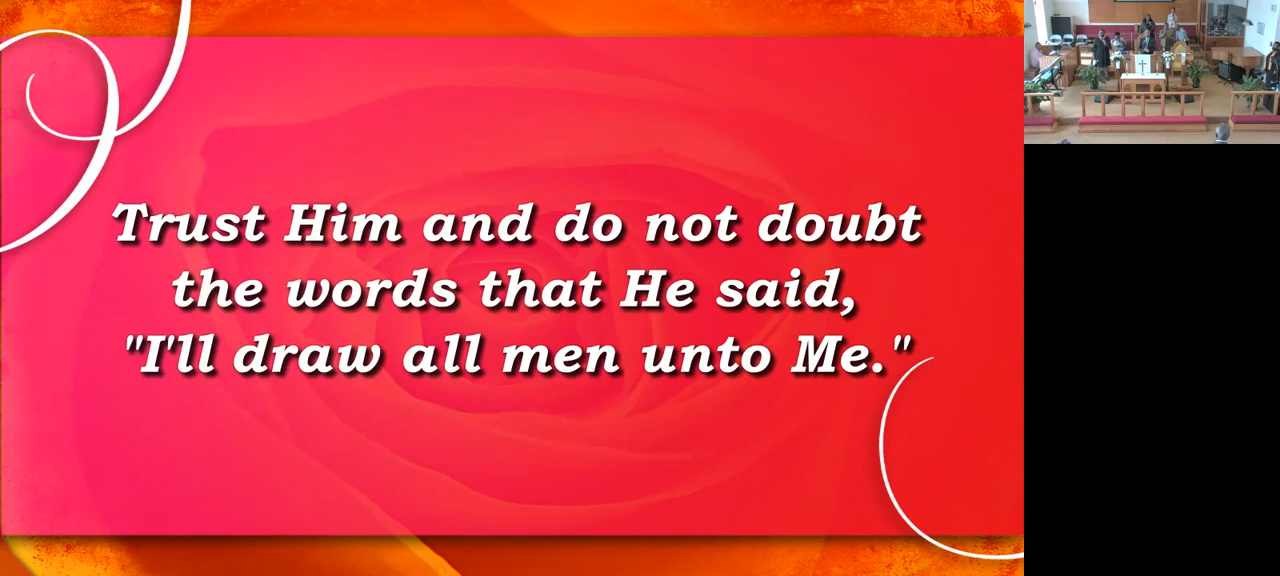 Trust Him and do not doubt
the words that He said,
"I'll draw all men unto Me."